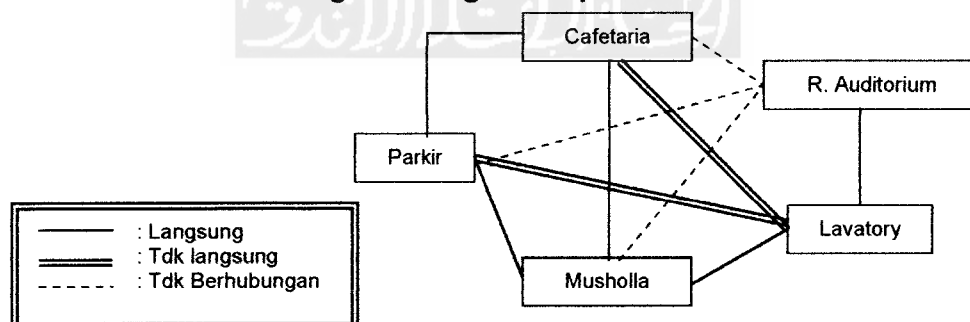 Cafetaria
R. Auditorium
Parkir
Lavatory
Musholla
: Langsung
: Tdk langsung
: Tdk Berhubungan